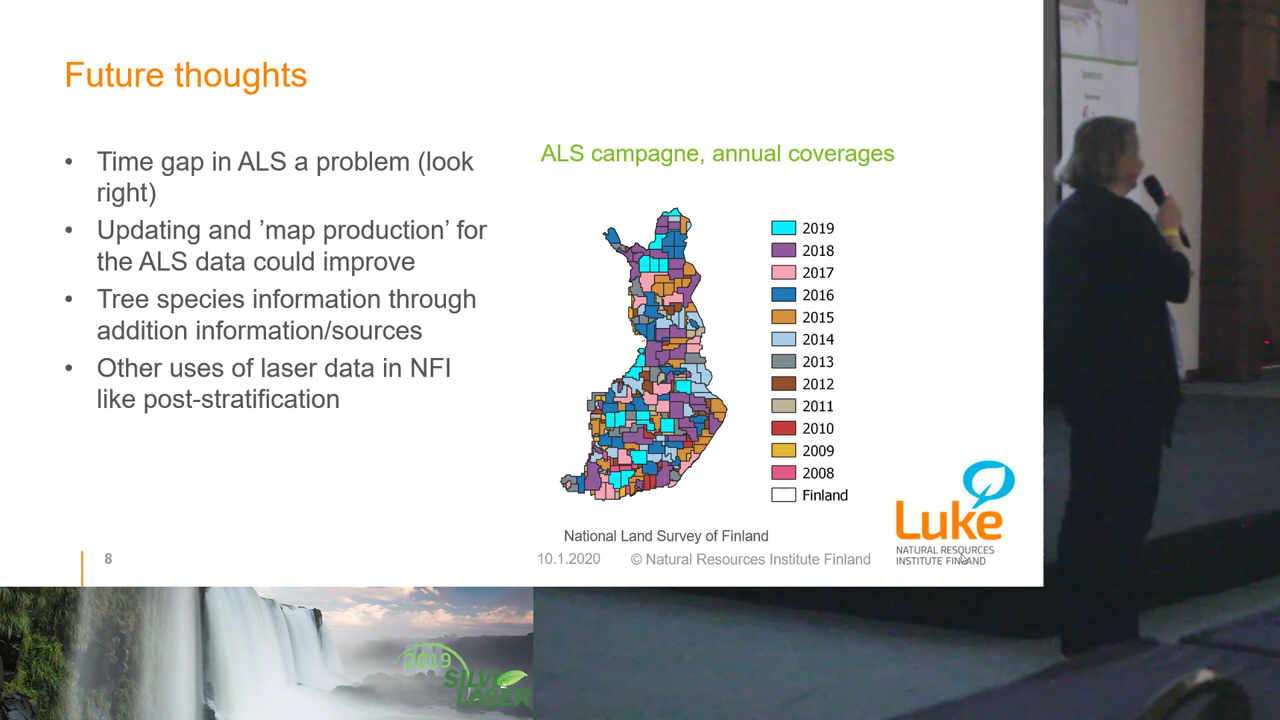 Future thoughts
• Time gap in ALS a problem (look
right)
• Updating and ’map production’ for
the ALS data could improve
• Tree species information through
addition information/sources
• Other uses of laser data in NFI
like post-stratification
ALS campagne, annual coverages
2019
2018
2017
2016
2015
2014
2013
2012
2011
2010
2009
2008
Finland
National Land Survey of Finland
Luke
NATURAL RESOURCES
INSTITUTE FINLAND
8
10.1.2020
© Natural Resources Institute Finland
2019
SILVI
LASER